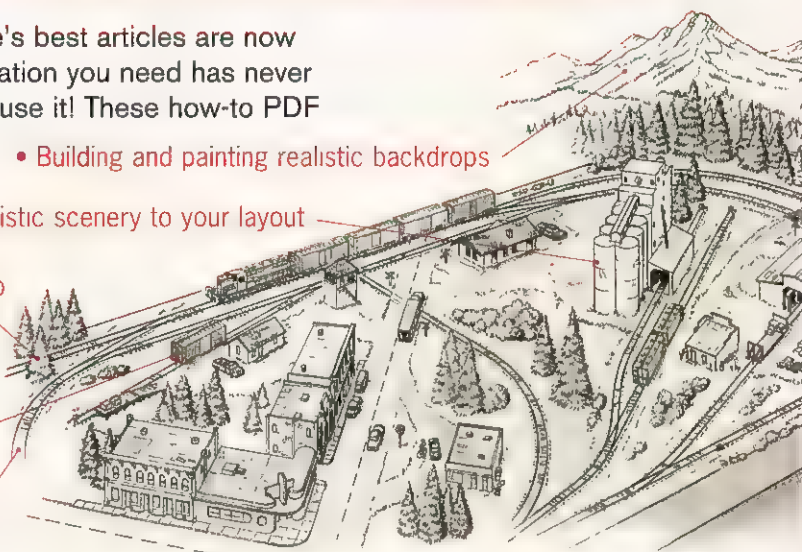 e's best articles are now
ation you need has never
use it! These how-to PDF
• Building and painting realistic backdrops
istic scenery to your layout